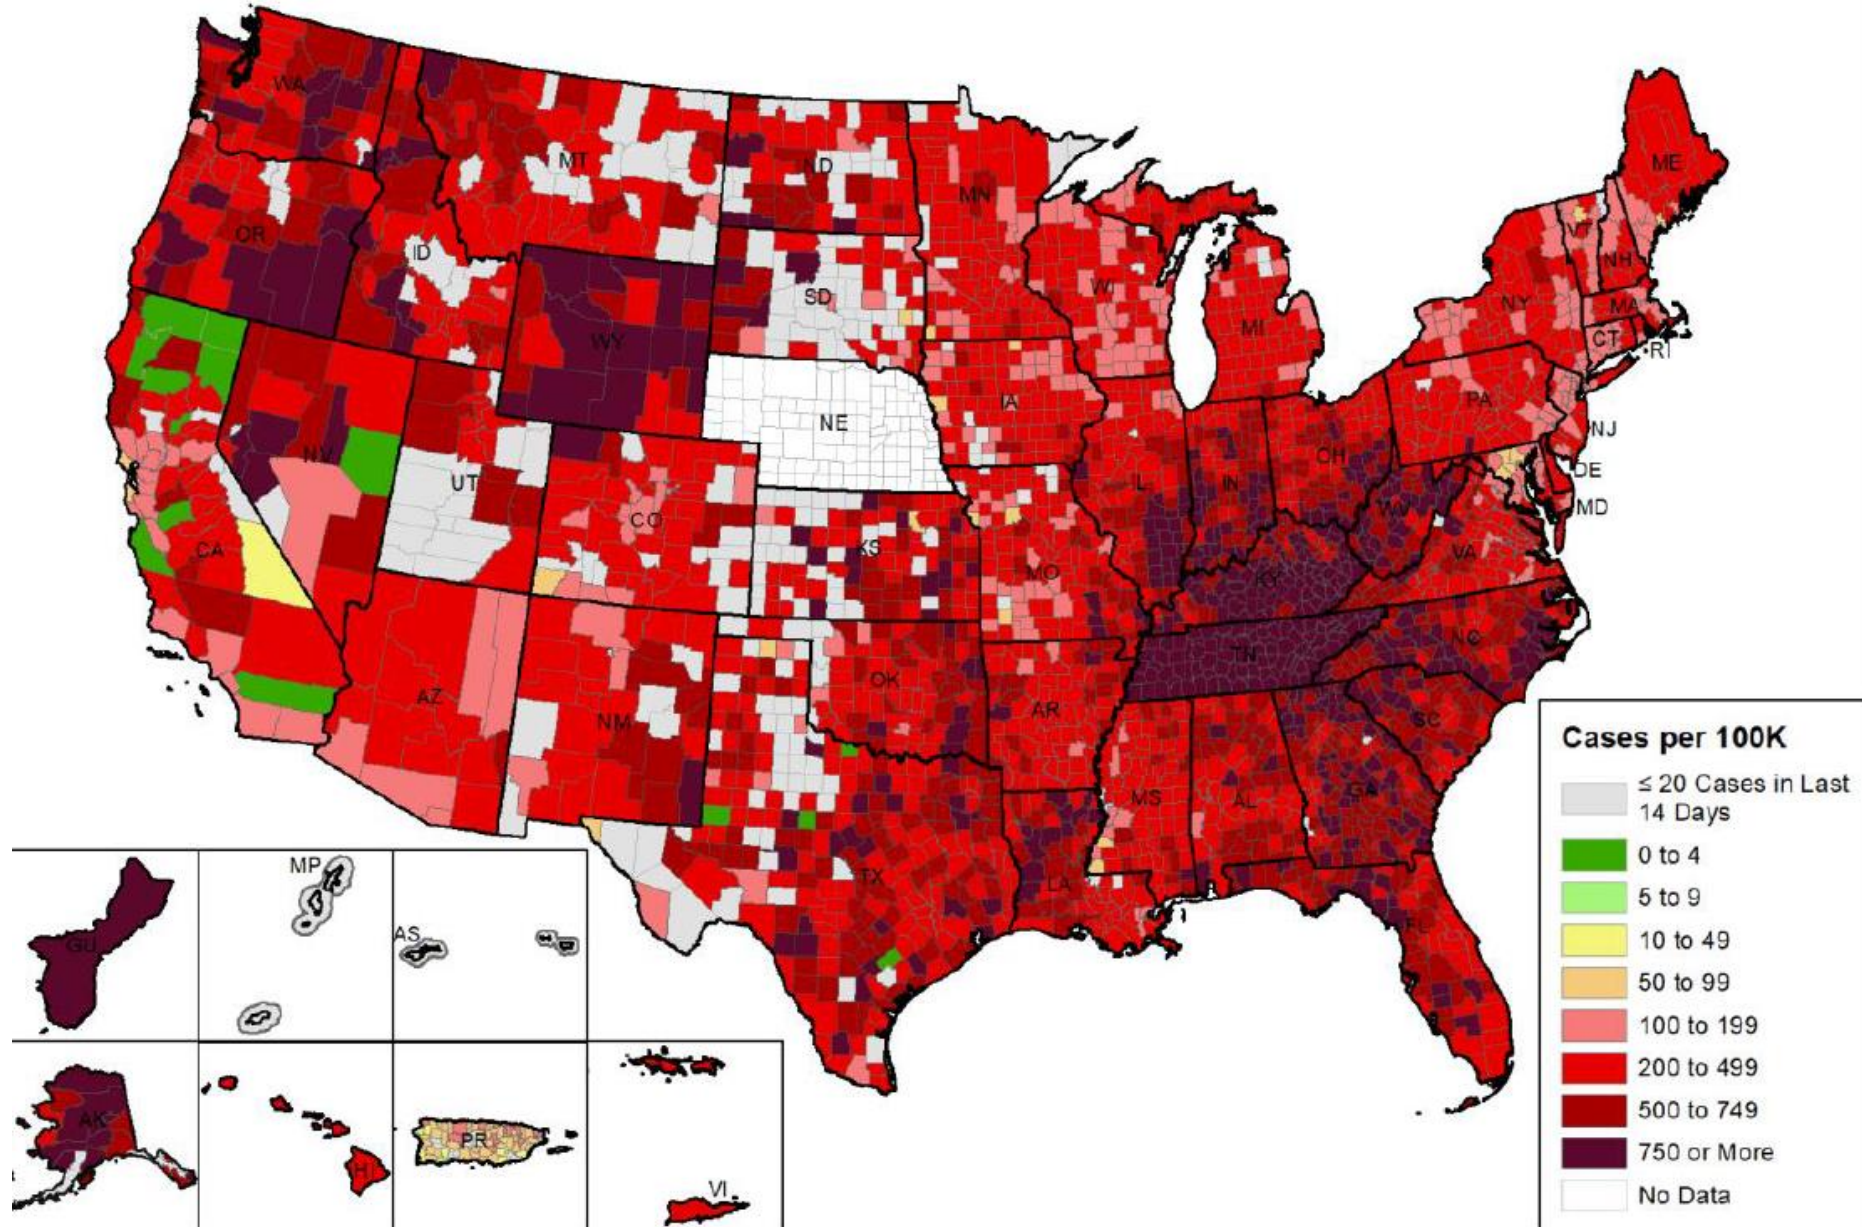 WA
MT
ND
MN
ME
OR
ID
SD
WI
VT
NH
WY
MI
NY
MA
CT
RI
NE
IA
PA
NV
UT
NJ
OH
IL
IN
DE
CO
WV
MD
CA
KS
MO
VA
KY
NC
TN
AZ
OK
NM
AR
SC
MS
AL
GA
TX
LA
FL
MP
GU
AS
AK
PR
HI
VI
Cases per 100K
≤ 20 Cases in Last
14 Days
0 to 4
5 to 9
10 to 49
50 to 99
100 to 199
200 to 499
500 to 749
750 or More
No Data